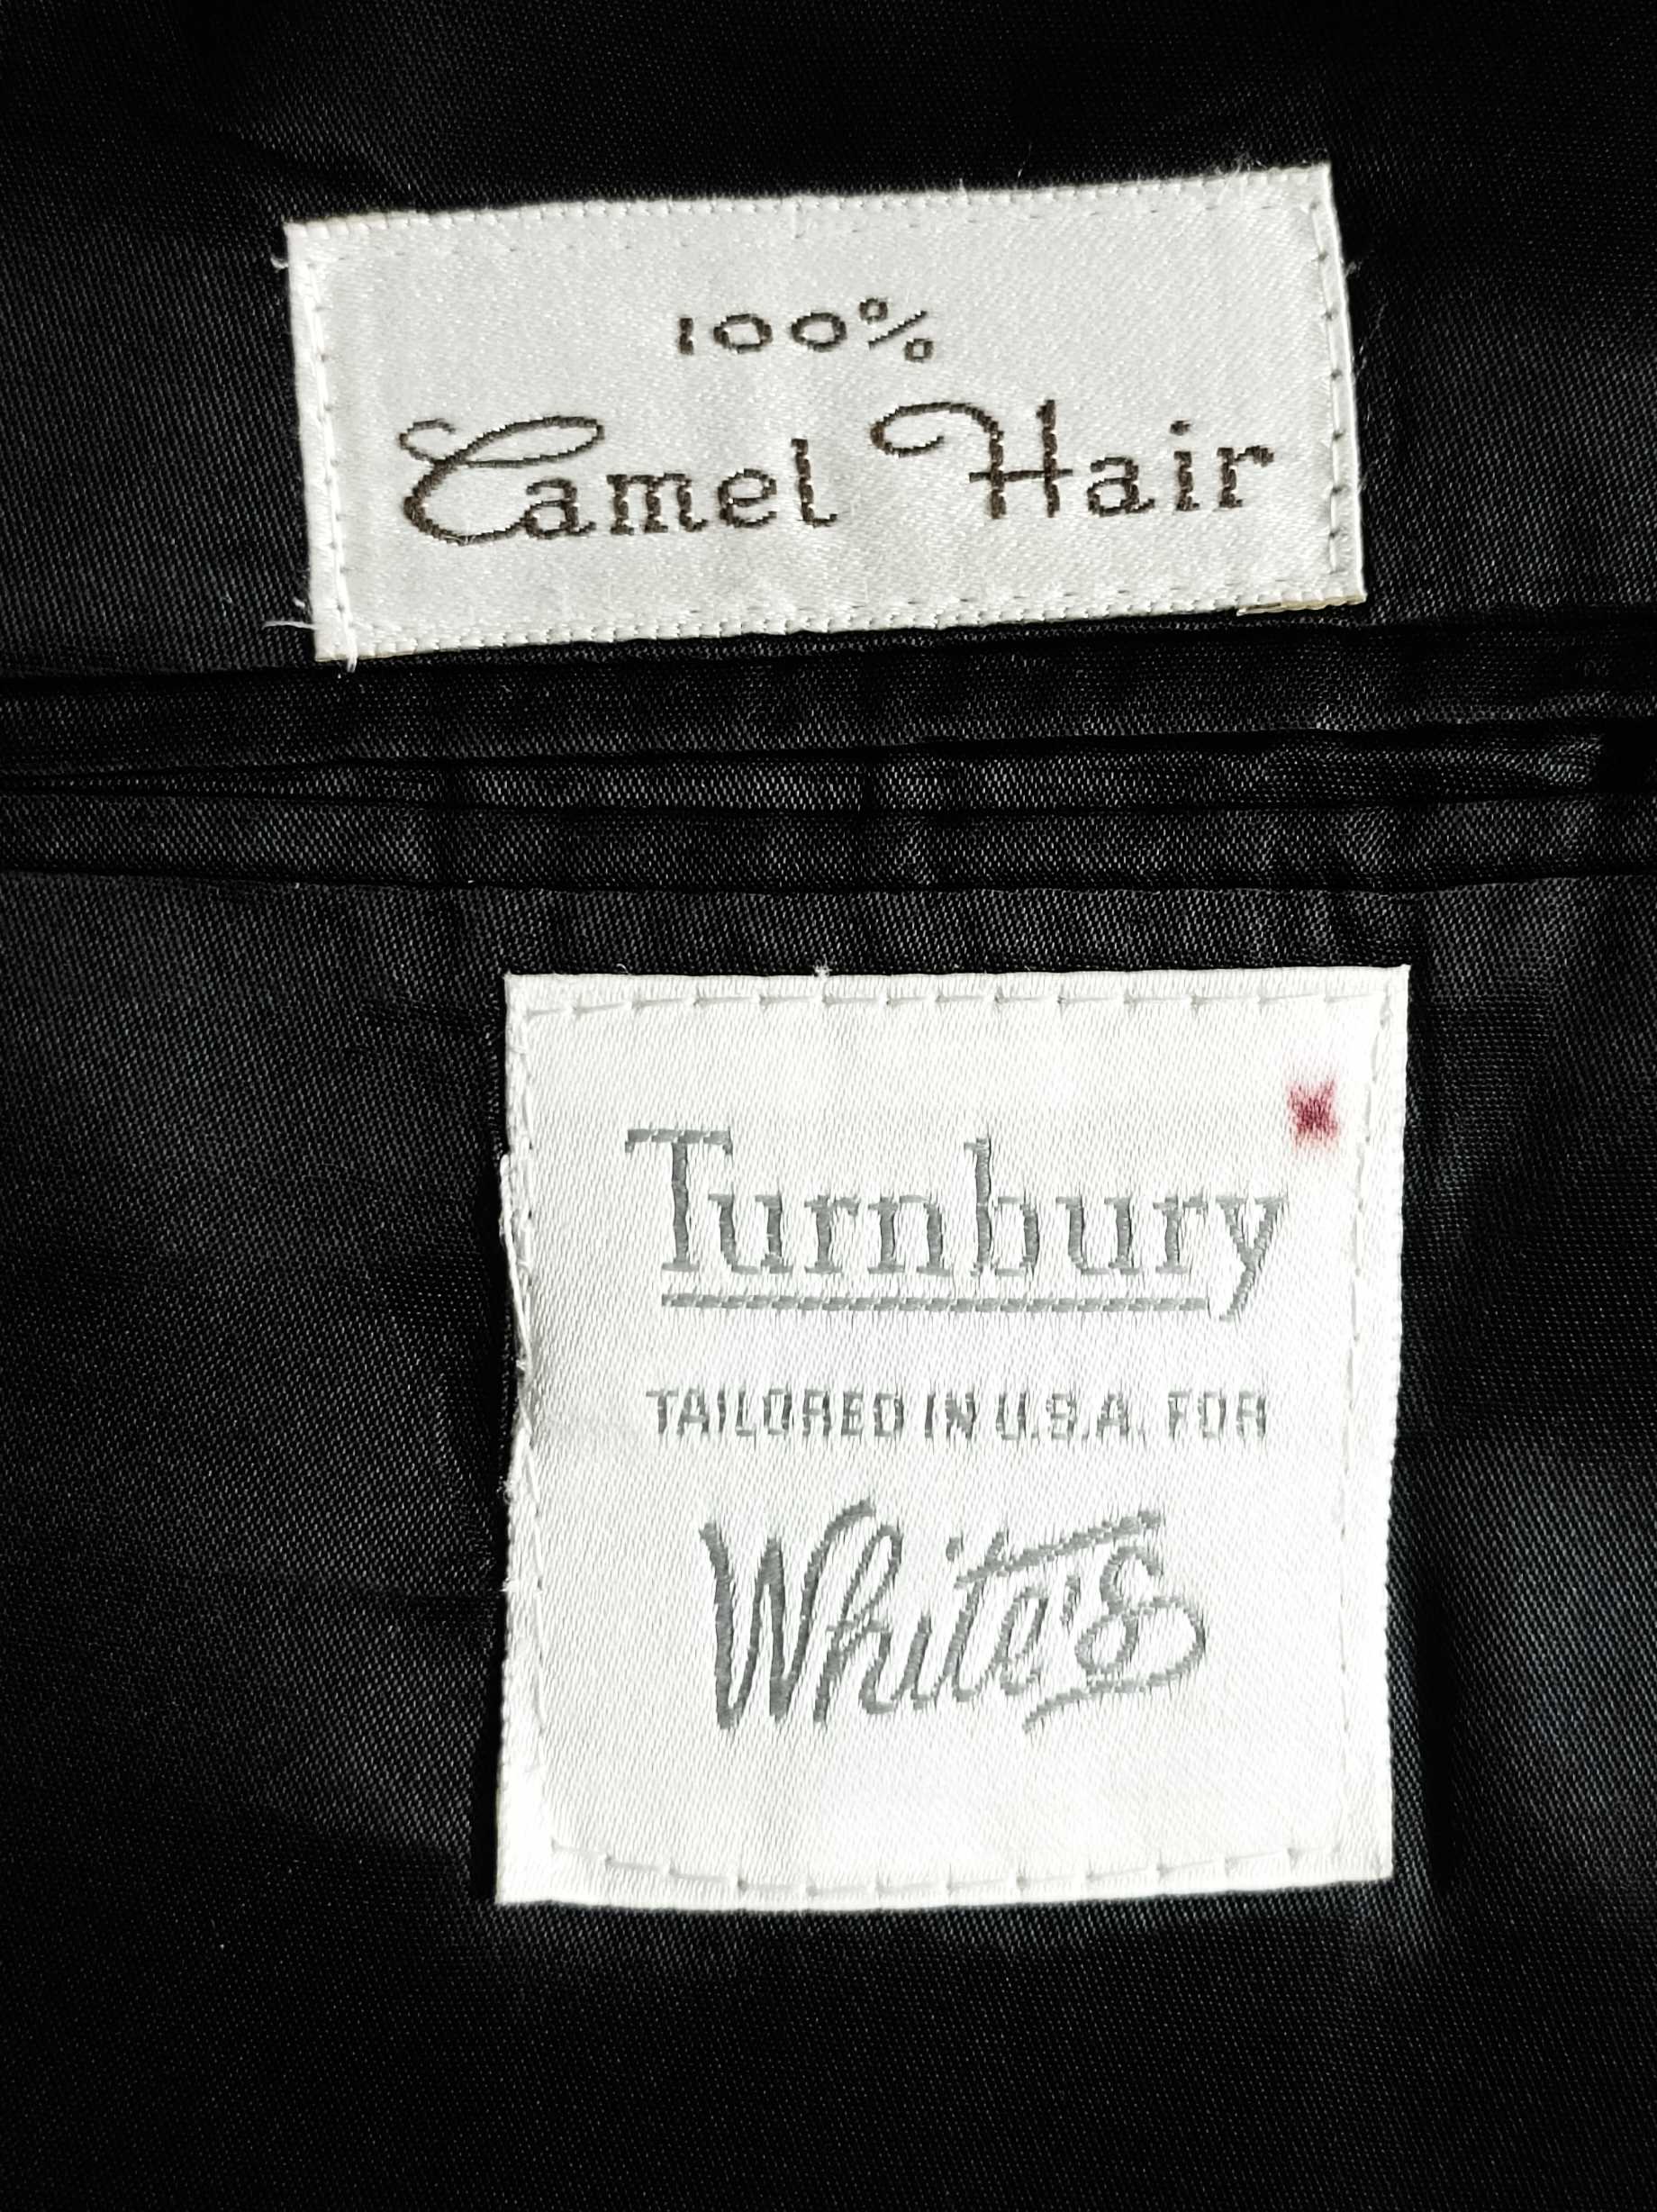 100%
Camel Hair
Turnbury
TAILORED IN U.S.A. FOR
White's